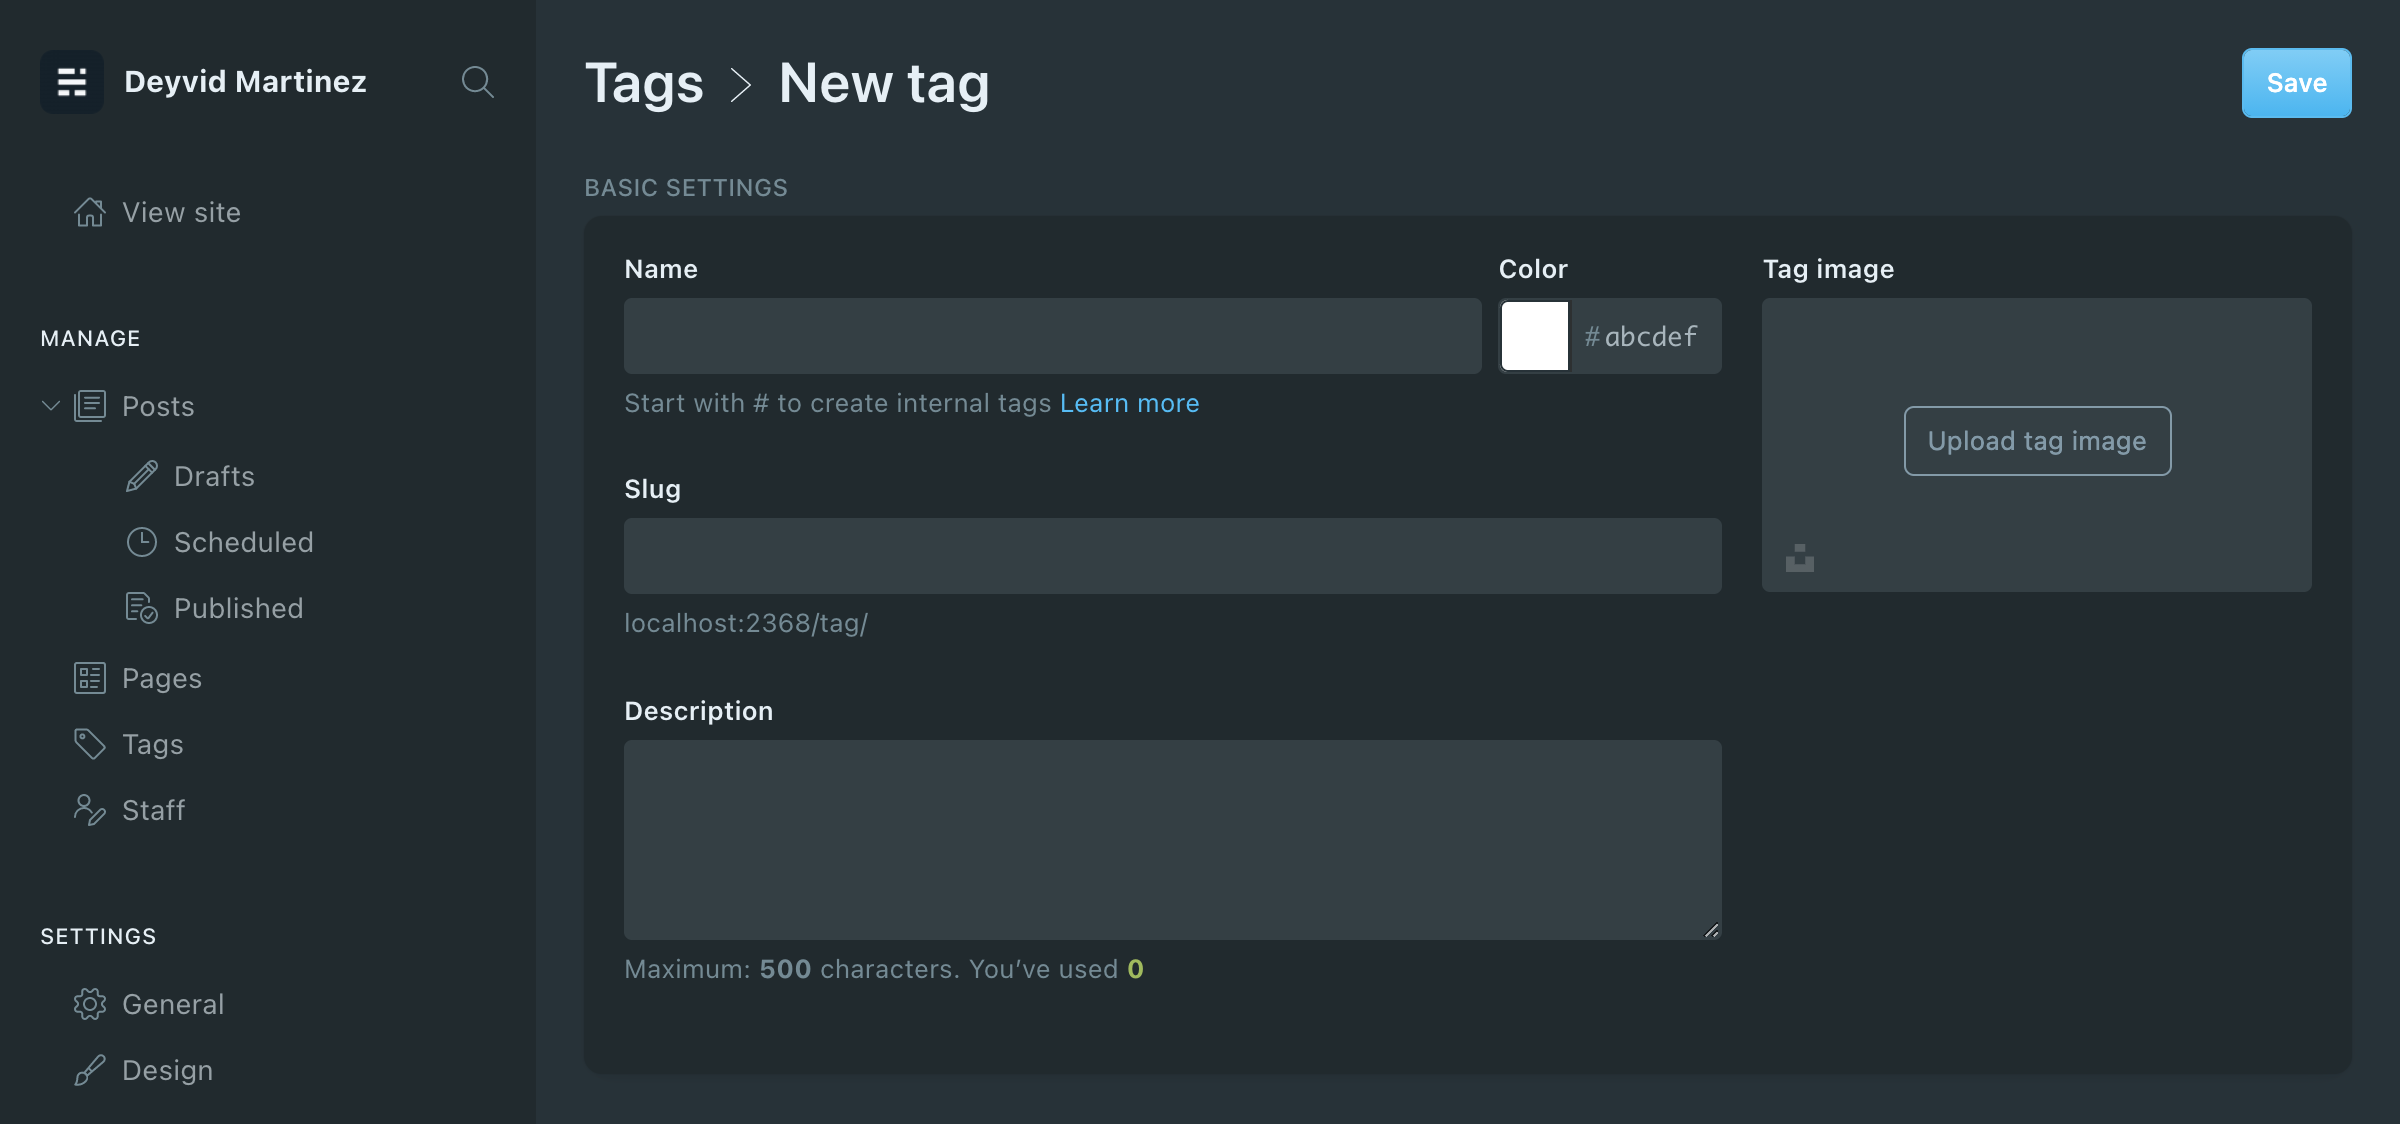 Deyvid Martinez
View site
MANAGE
Posts
Drafts
Scheduled
Published
Pages
Tags
Staff
SETTINGS
General
Design
Tags > New tag
Save
BASIC SETTINGS
Name
Start with # to create internal tags Learn more
Color
#abcdef
Tag image
Upload tag image
Slug
localhost:2368/tag/
Description
Maximum: 500 characters. You’ve used 0